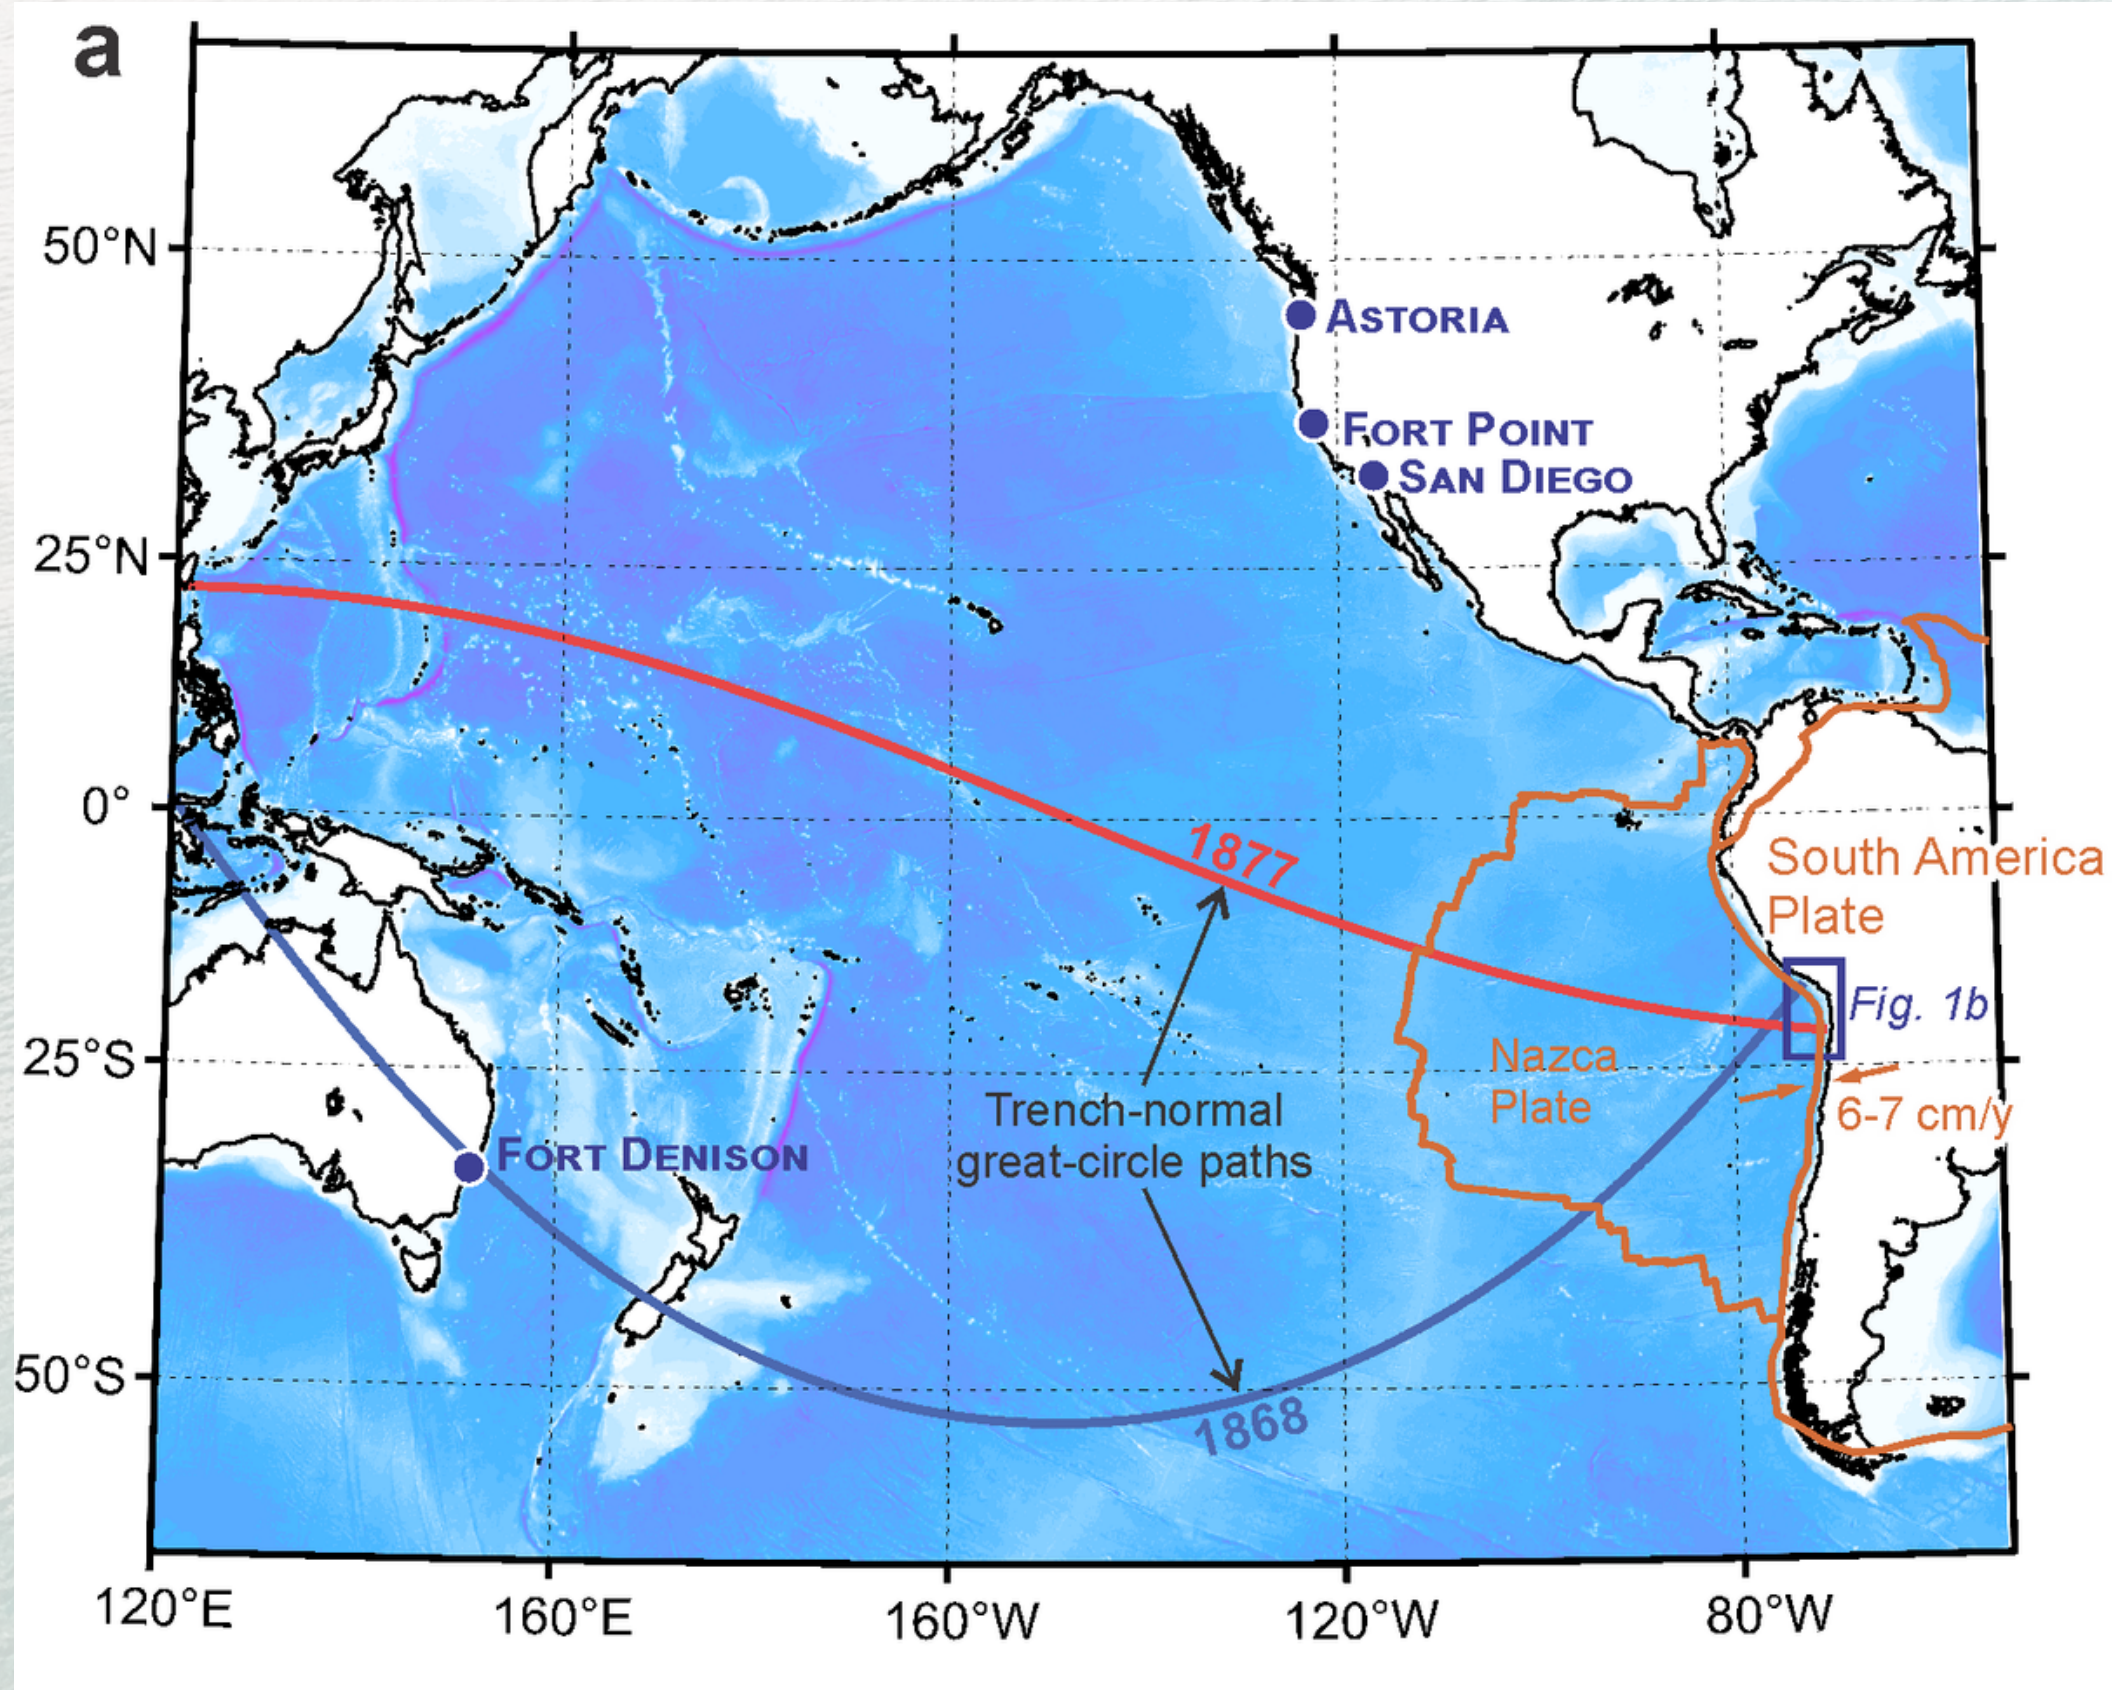 a
50°N
25°N
0°
25°S
50°S
120°E
160°E
160°W
120°W
80°W
ASTORIA
FORT POINT
SAN DIEGO
1877
South America
Plate
Fig. 1b
Nazca
Plate
6-7 cm/y
Trench-normal
great-circle paths
FORT DENISON
1868